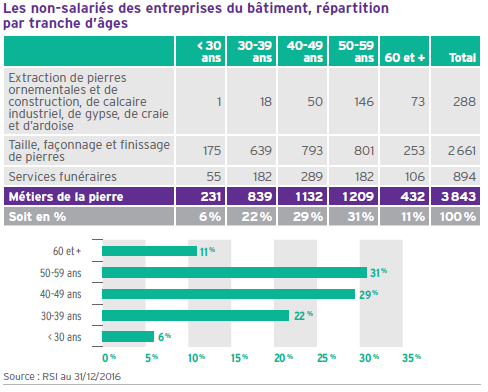 Les non-salariés des entreprises du bâtiment, répartition
par tranche d'âges
< 30 ans 30-39 ans 40-49 ans 50-59 ans 60 et + Total
Extraction de pierres
ornementales et de
construction, de calcaire
industriel, de gypse, de craie
et d'ardoise 1 18 50 146 73 288
Taille, façonnage et finissage
de pierres 175 639 793 801 253 2 661
Services funéraires 55 182 289 182 106 894
Métiers de la pierre 231 839 1 132 1 209 432 3 843
Soit en % 6 % 22 % 29 % 31 % 11 % 100 %
60 et + 11 %
50-59 ans 31 %
40-49 ans 29 %
30-39 ans 22 %
< 30 ans 6 %
0 % 5 % 10 % 15 % 20 % 25 % 30 % 35 %
Source : RSI au 31/12/2016